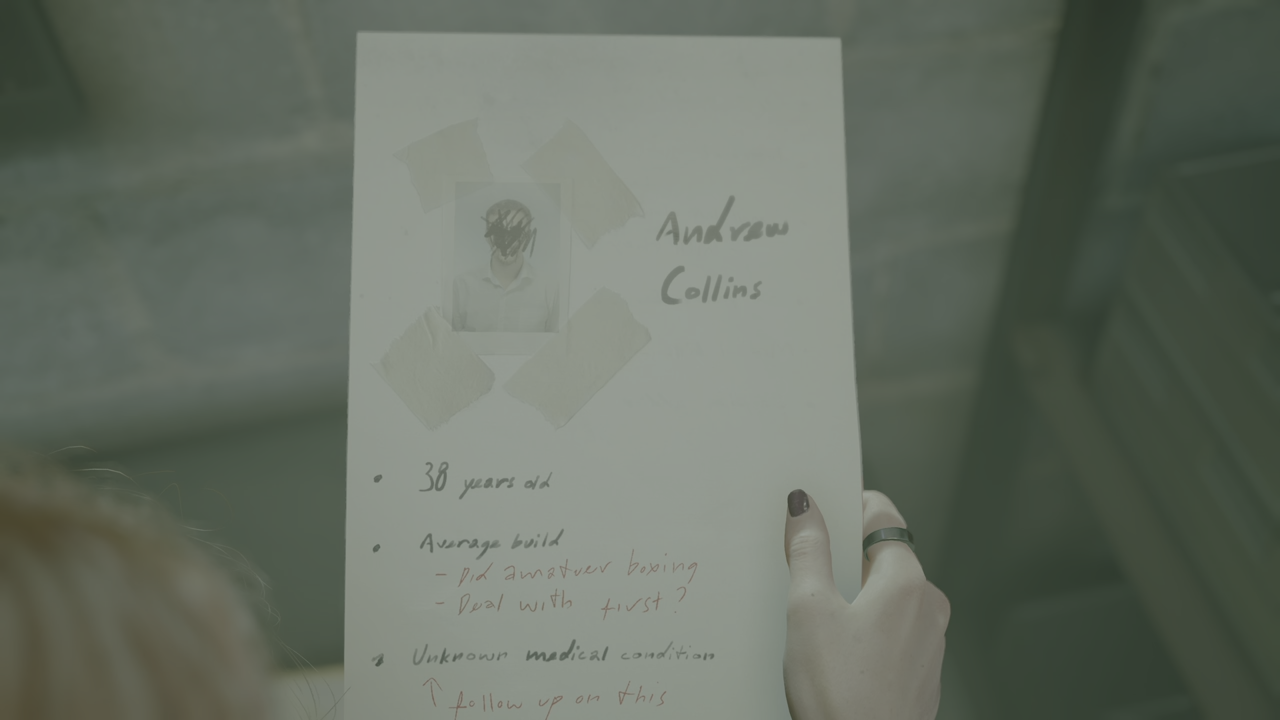 Andrew
Collins
• 38 years old
• Average build
- Did amatuer boxing
- Deal with first?
• Unknown medical condition
↑ follow up on this